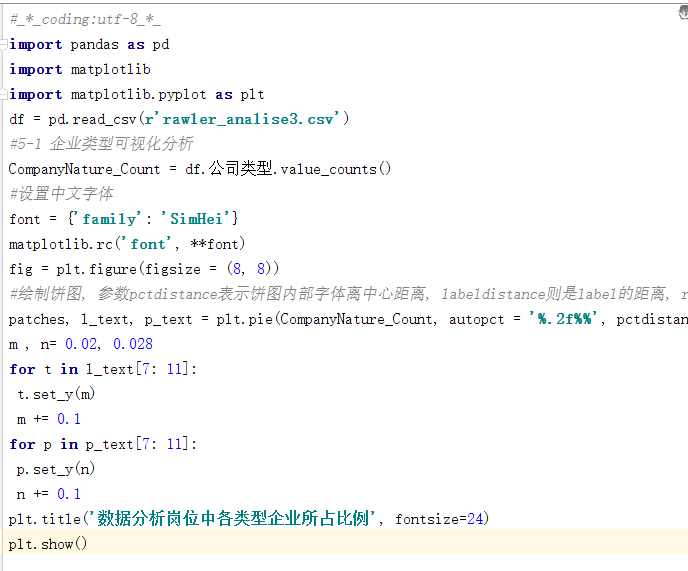 #_*_coding:utf-8_*_
import pandas as pd
import matplotlib
import matplotlib.pyplot as plt
df = pd.read_csv(r'rawler_analise3.csv')
#5-1 企业类型可视化分析
CompanyNature_Count = df.公司类型.value_counts()
#设置中文字体
font = {'family': 'SimHei'}
matplotlib.rc('font', **font)
fig = plt.figure(figsize = (8, 8))
#绘制饼图, 参数pctdistance表示饼图内部字体离中心距离, labeldistance则是label的距离, r
patches, l_text, p_text = plt.pie(CompanyNature_Count, autopct = '%.2f%%', pctdistan
m , n= 0.02, 0.028
for t in l_text[7: 11]:
 t.set_y(m)
 m += 0.1
for p in p_text[7: 11]:
 p.set_y(n)
 n += 0.1
plt.title('数据分析岗位中各类型企业所占比例', fontsize=24)
plt.show()